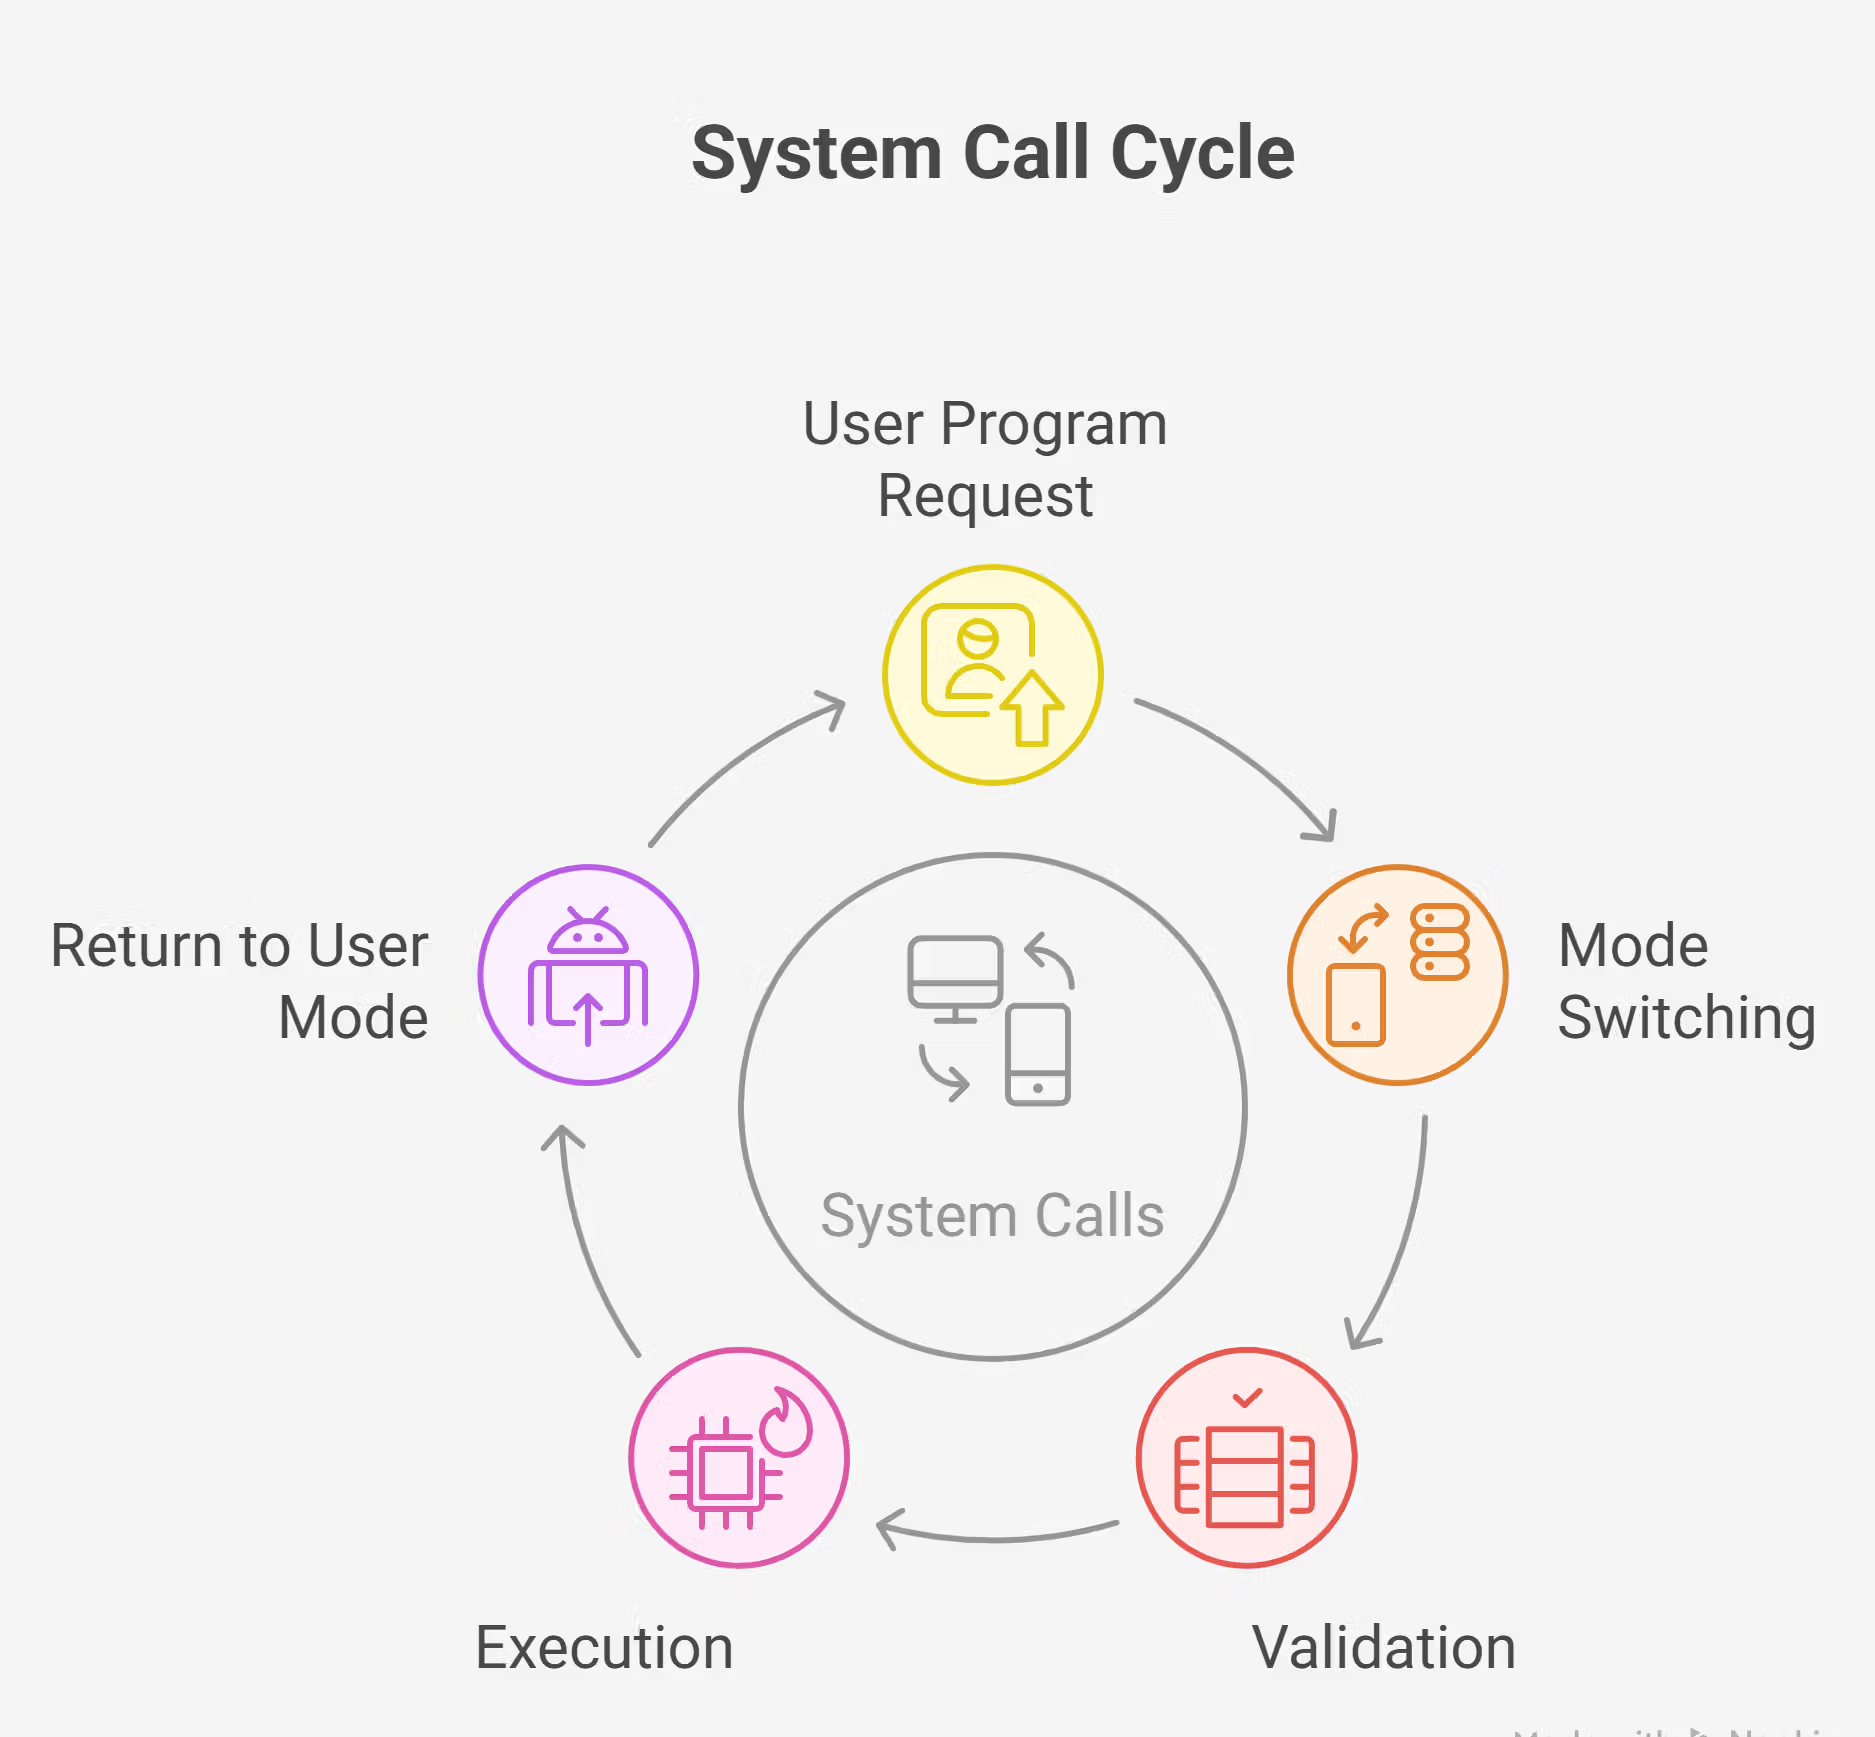 System Call Cycle
User Program
Request
Return to User
Mode
Mode
Switching
System Calls
Execution
Validation